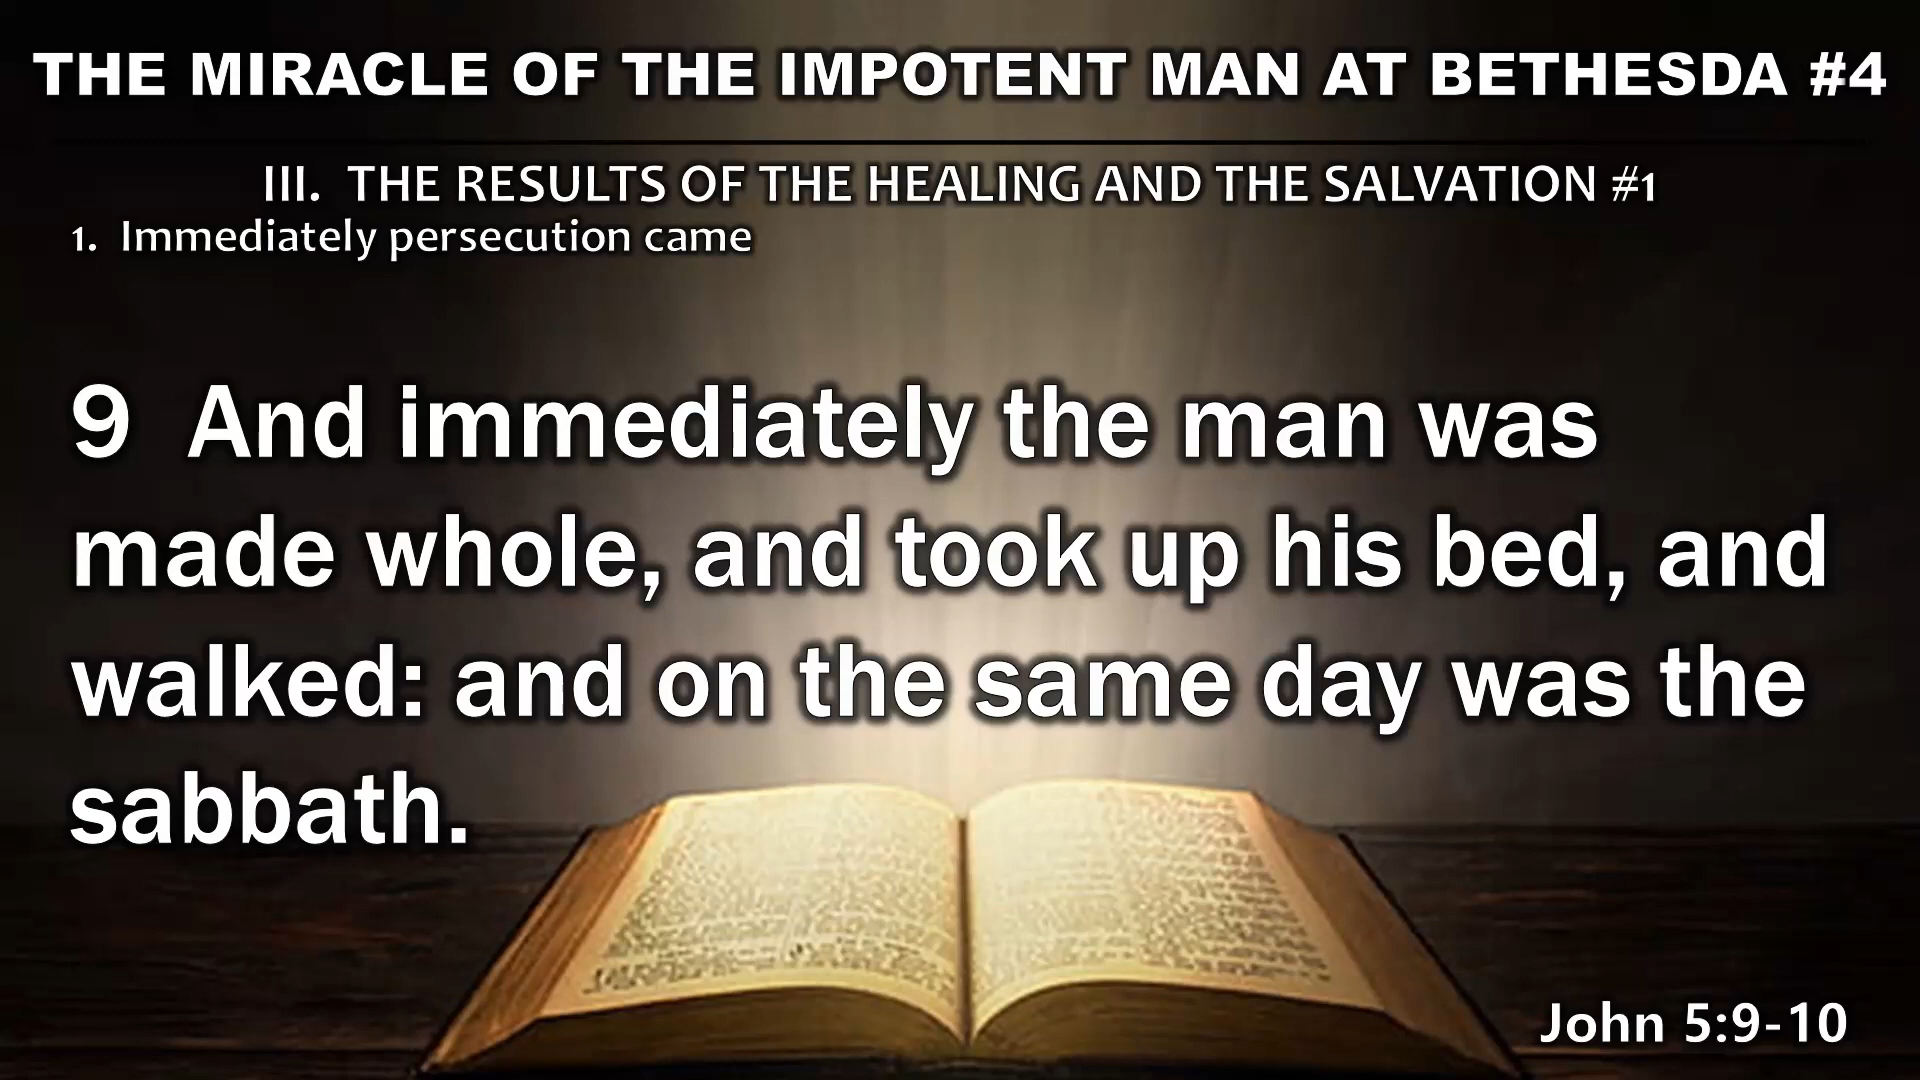 THE MIRACLE OF THE IMPOTENT MAN AT BETHESDA #4
III. THE RESULTS OF THE HEALING AND THE SALVATION #1
1. Immediately persecution came
9 And immediately the man was
made whole, and took up his bed, and
walked: and on the same day was the
sabbath.
John 5:9-10